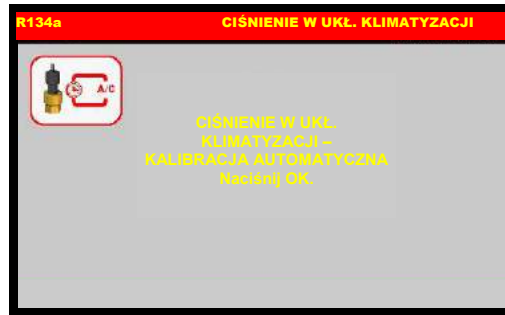 R134a CIŚNIENIE W UKŁ. KLIMATYZACJI
A/C
CIŚNIENIE W UKŁ.
KLIMATYZACJI –
KALIBRACJA AUTOMATYCZNA
Naciśnij OK.